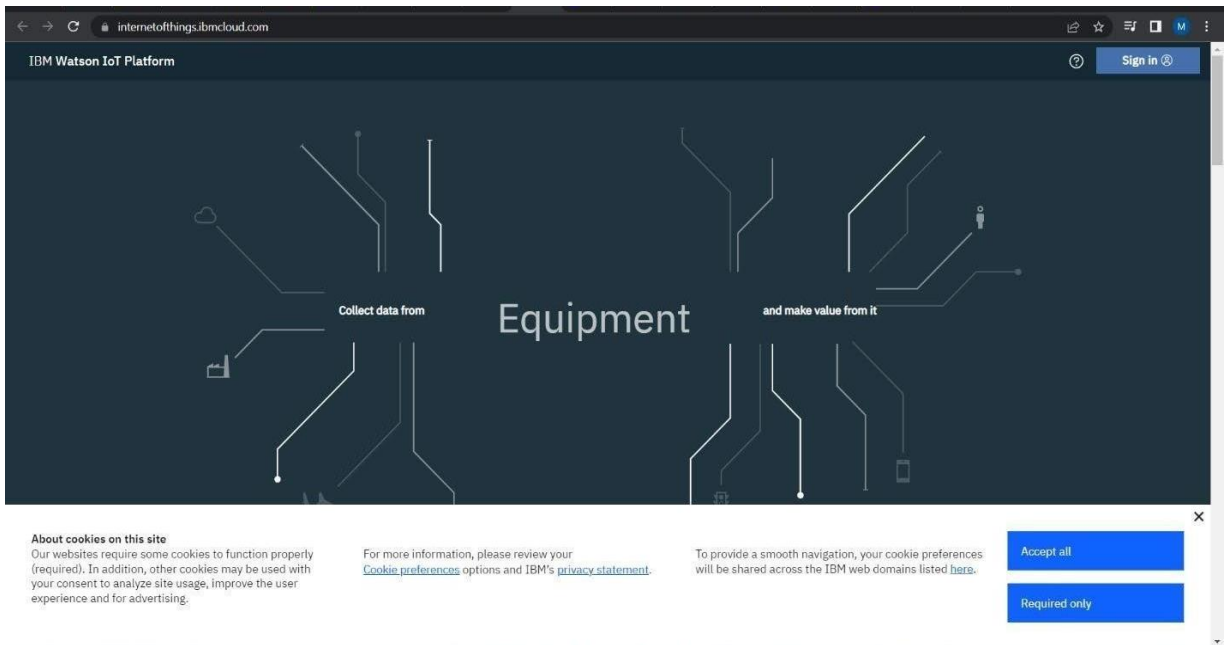 internetofthings.ibmcloud.com
M
IBM Watson IoT Platform
Sign in
Collect data from
Equipment
and make value from it
About cookies on this site
Our websites require some cookies to function properly
(required). In addition, other cookies may be used with
your consent to analyze site usage, improve the user
experience and for advertising.
For more information, please review your
Cookie preferences options and IBM's privacy statement.
To provide a smooth navigation, your cookie preferences
will be shared across the IBM web domains listed here.
Accept all
Required only